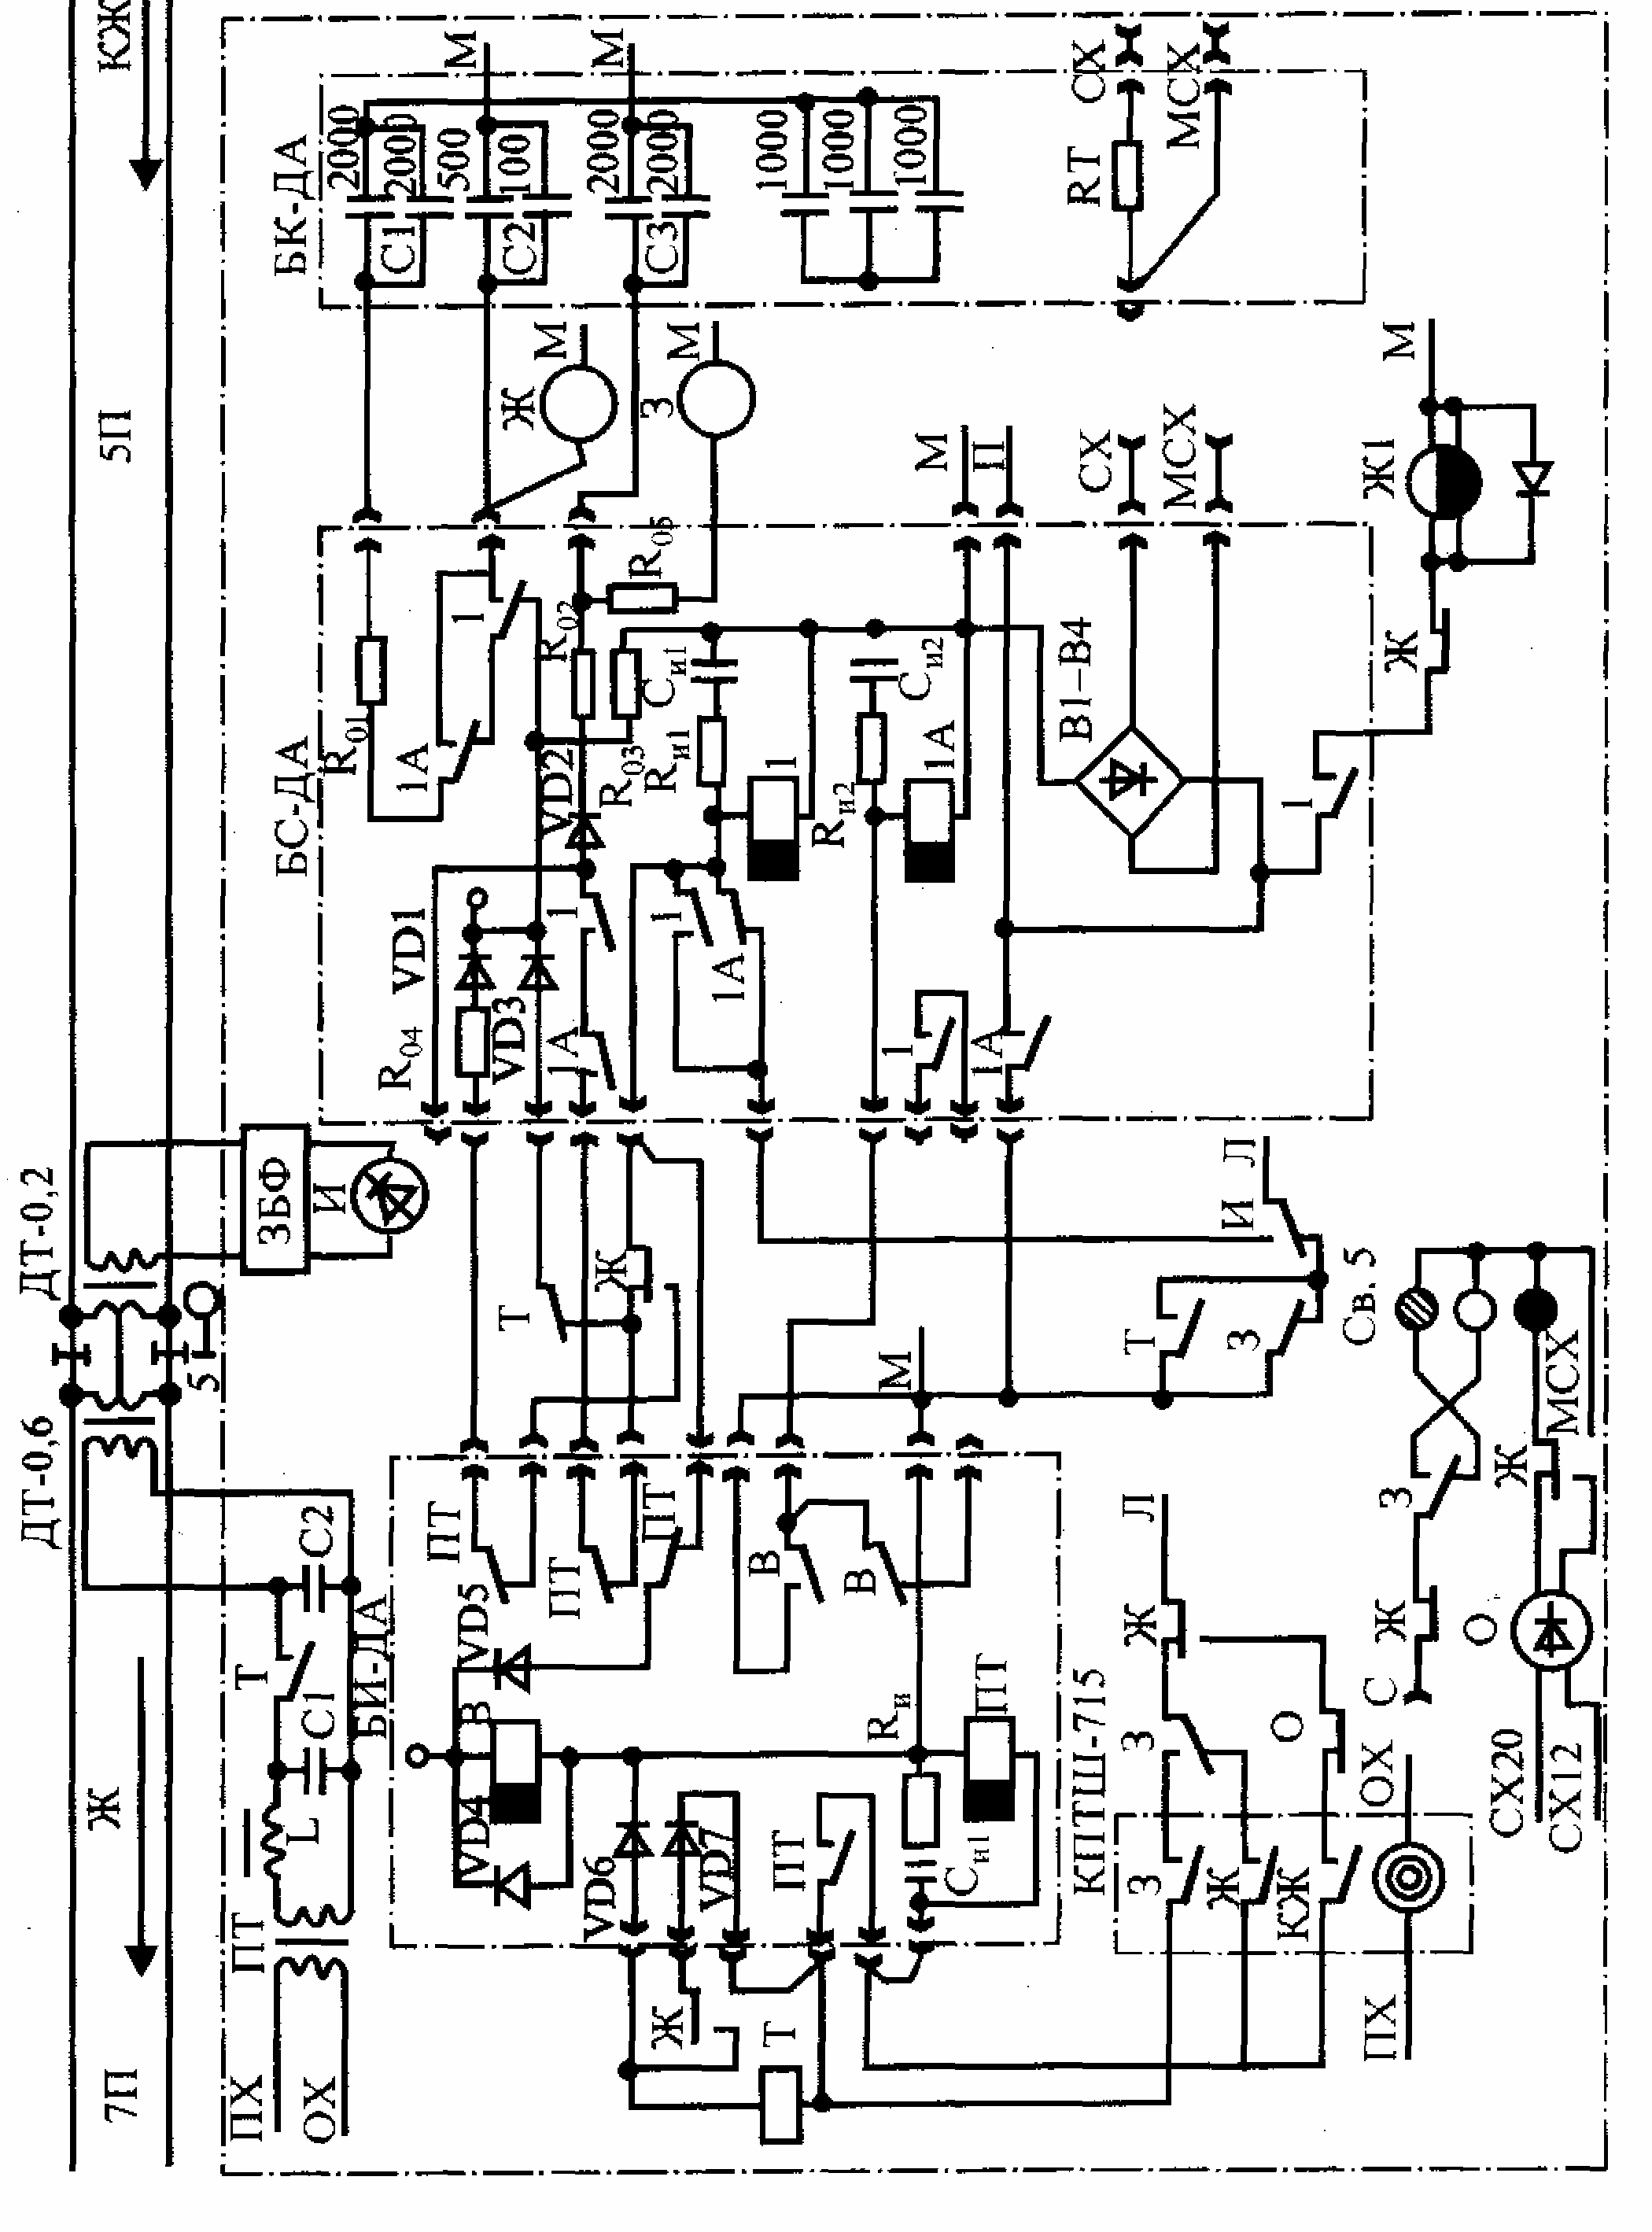 КЖ
5П
7П
Ж
ДТ-0,2
ДТ-0,6
5
ЗБФ
И
ПХ
ОХ
ПТ
L
С1
С2
Т
БК-ДА
2000
2000
500
100
2000
2000
1000
1000
1000
С1
С2
С3
М
М
RT
СХ
МСХ
Ж
М
З
М
БС-ДА
R01
1А
1
R02
R05
VD2
R03
Rи1
Си1
1
Rи2
Си2
1А
М
П
СХ
МСХ
В1–В4
Ж1
М
Ж
1
VD1
R04
VD3
1А
1
1
1А
1
1А
Т
Ж
М
И
Л
Т
З
Св. 5
МСХ
БИ-ДА
ПТ
ПТ
ПТ
VD5
В
VD4
В
В
VD6
VD7
ПТ
Rи
Си1
ПТ
Ж
Т
КПТШ-715
З
Ж
КЖ
Л
Ж
З
О
ОХ
ПХ
З
Ж
С
Ж
О
СХ20
СХ12